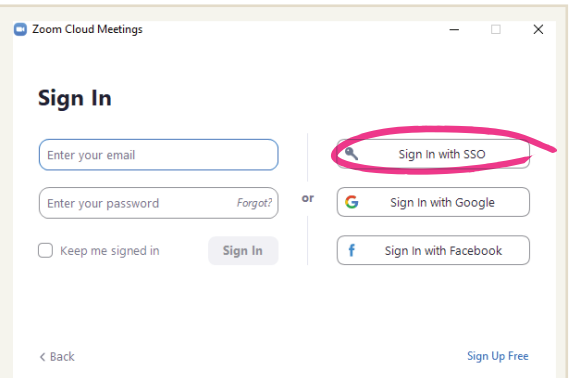 Zoom Cloud Meetings
Sign In
Enter your email
Enter your password Forgot?
Keep me signed in Sign In
or
Sign In with SSO
Sign In with Google
Sign In with Facebook
< Back
Sign Up Free